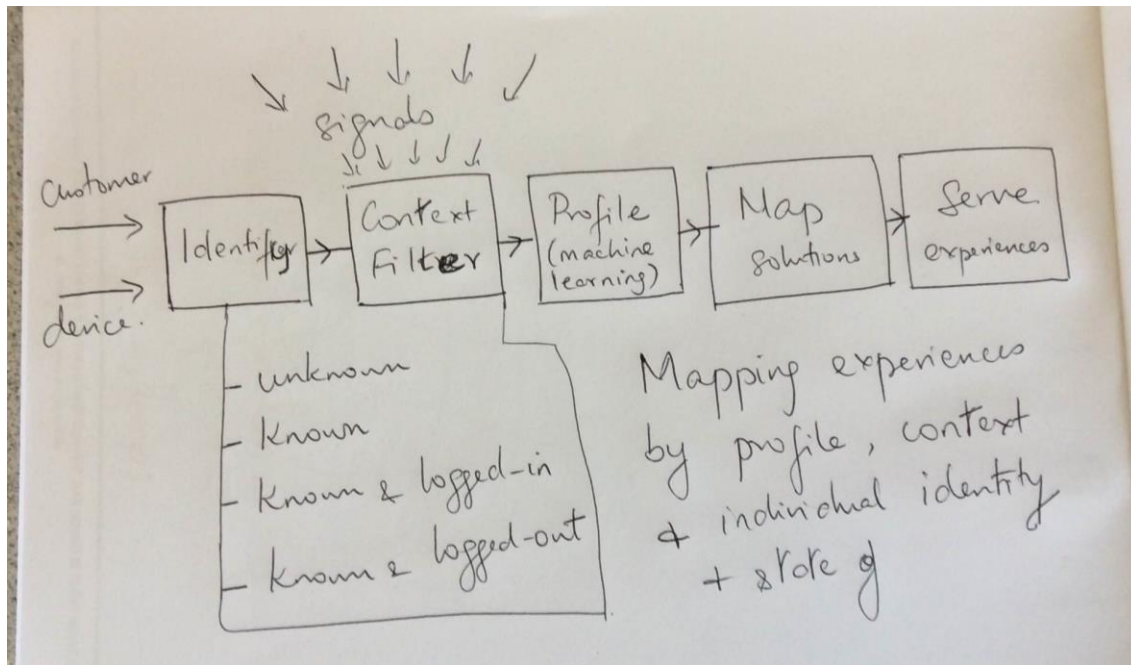 signals
Customer
device.
Identify
Context
Filter
Profile
(machine
learning)
Map
solutions
Serve
experiences
- unknown
- known
- known & logged-in
- known & logged-out
Mapping experiences
by profile, context
+ individual identity
+